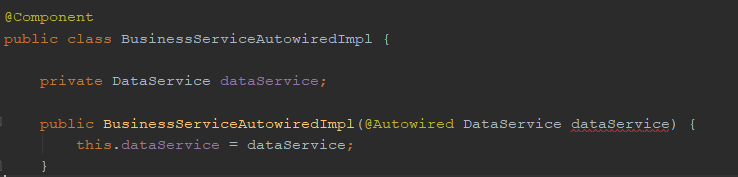 @Component
public class BusinessServiceAutowiredImpl {
private DataService dataService;
public BusinessServiceAutowiredImpl(@Autowired DataService dataService) {
this.dataService = dataService;
}